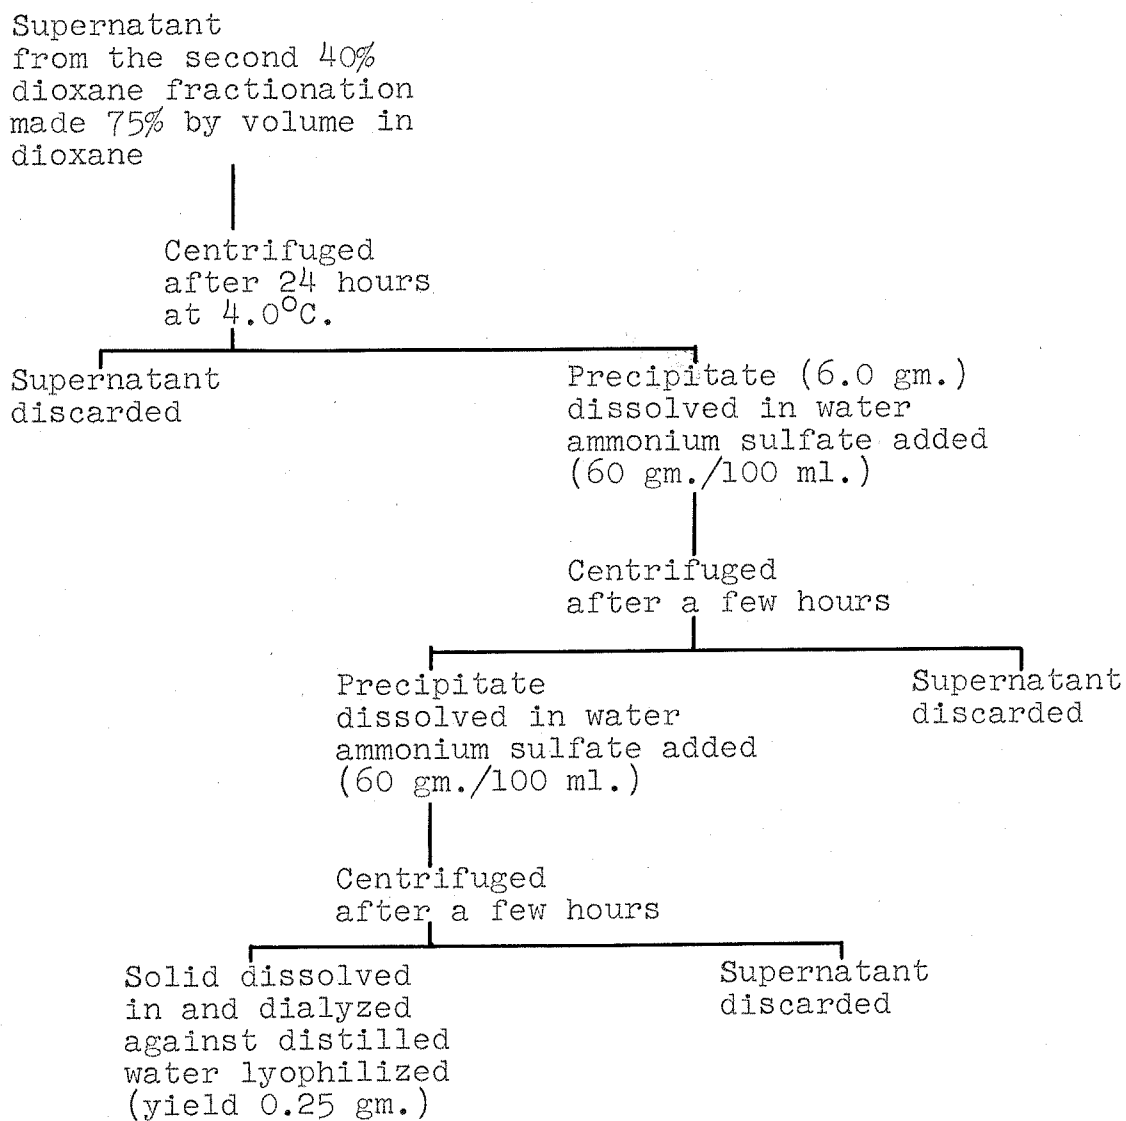 Supernatant
from the second 40%
dioxane fractionation
made 75% by volume in
dioxane
Centrifuged
after 24 hours
at 4.0°C.
Supernatant
discarded
Precipitate (6.0 gm.)
dissolved in water
ammonium sulfate added
(60 gm./100 ml.)
Centrifuged
after a few hours
Precipitate
dissolved in water
ammonium sulfate added
(60 gm./100 ml.)
Supernatant
discarded
Centrifuged
after a few hours
Solid dissolved
in and dialyzed
against distilled
water lyophilized
(yield 0.25 gm.)
Supernatant
discarded